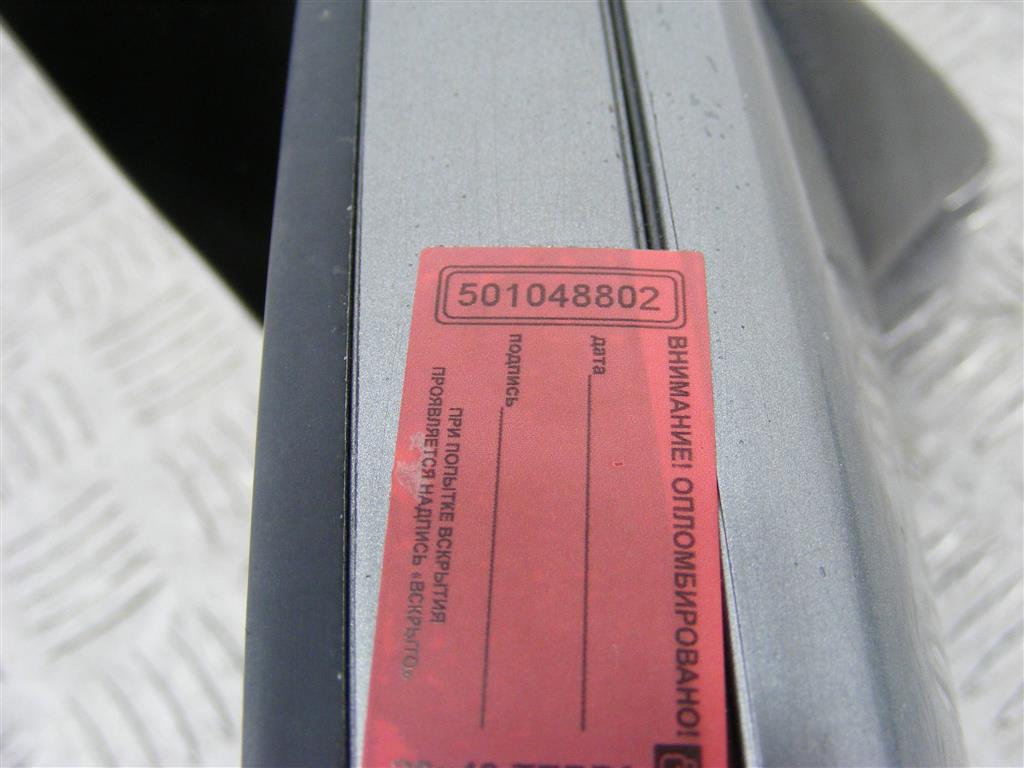 501048802
ВНИМАНИЕ! ОПЛОМБИРОВАНО!
дата
подпись
ПРИ ПОПЫТКЕ ВСКРЫТИЯ
ПРОЯВЛЯЕТСЯ НАДПИСЬ «ВСКРЫТО»